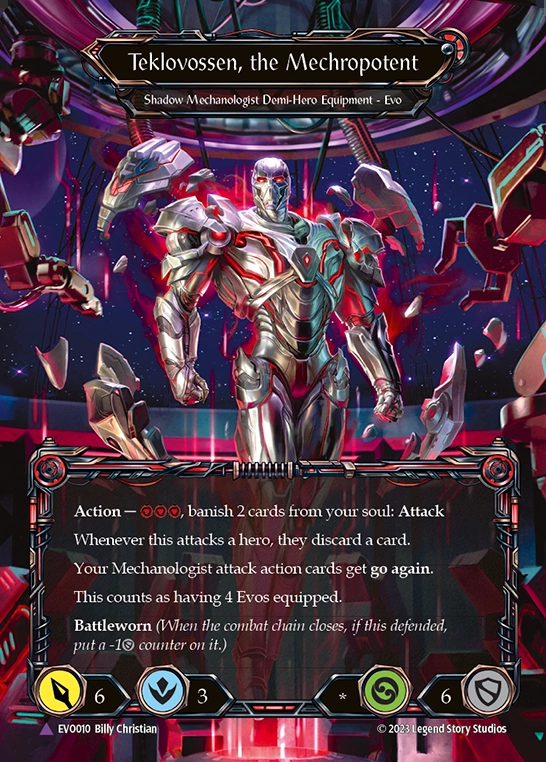 Teklovossen, the Mechropotent
Shadow Mechanologist Demi-Hero Equipment - Evo
Action — , banish 2 cards from your soul: Attack
Whenever this attacks a hero, they discard a card.
Your Mechanologist attack action cards get go again.
This counts as having 4 Evos equipped.
Battleworn (When the combat chain closes, if this defended,
put a -1 counter on it.)
6 3 * 6
EVO010 Billy Christian © 2023 Legend Story Studios